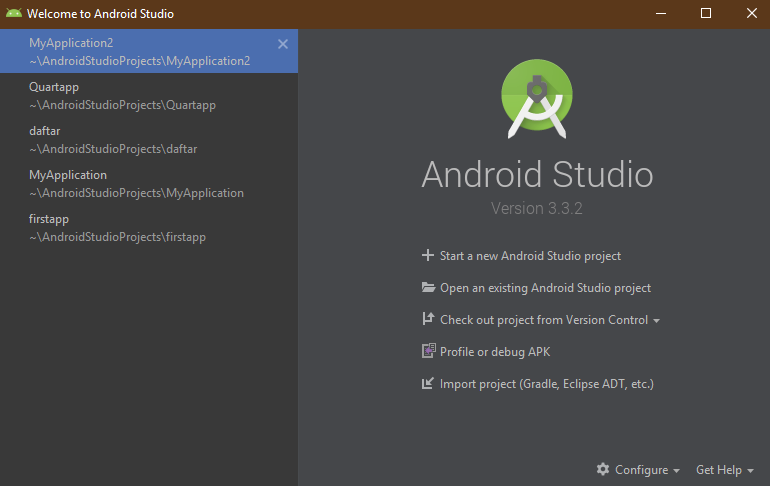 Welcome to Android Studio
MyApplication2
~\AndroidStudioProjects\MyApplication2
Quartapp
~\AndroidStudioProjects\Quartapp
daftar
~\AndroidStudioProjects\daftar
MyApplication
~\AndroidStudioProjects\MyApplication
firstapp
~\AndroidStudioProjects\firstapp
Android Studio
Version 3.3.2
Start a new Android Studio project
Open an existing Android Studio project
Check out project from Version Control
Profile or debug APK
Import project (Gradle, Eclipse ADT, etc.)
Configure Get Help